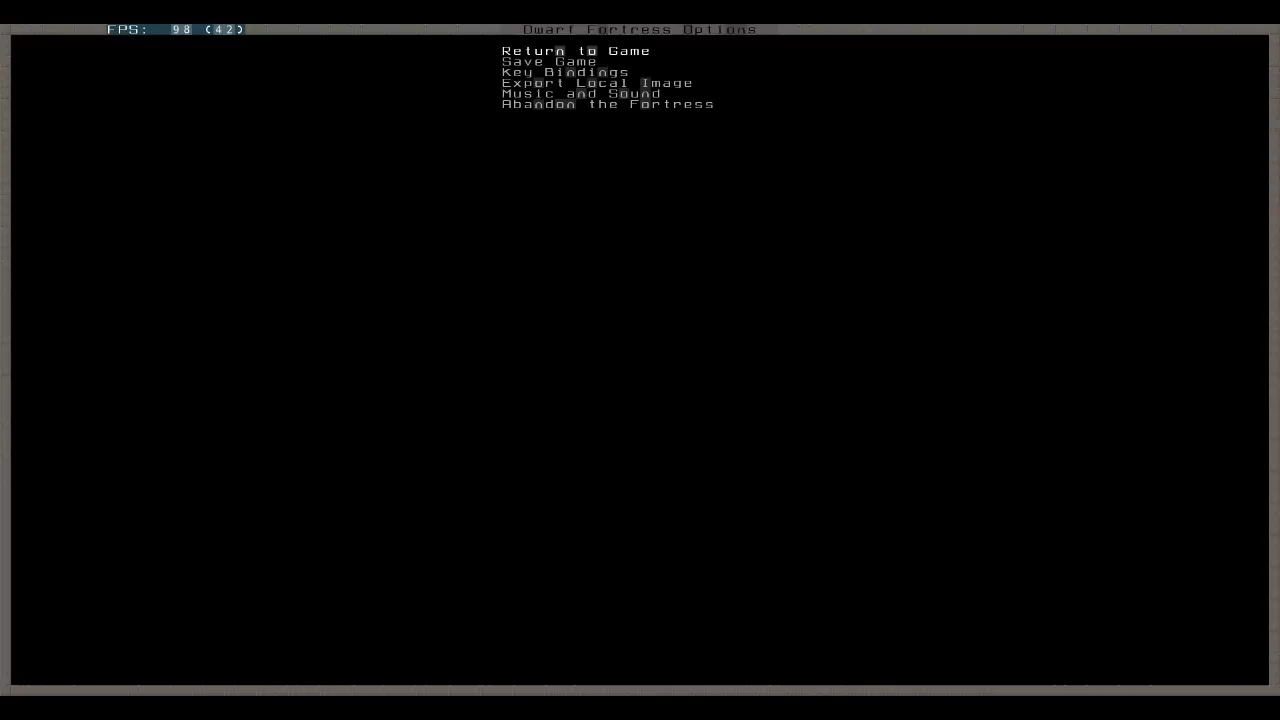 FPS: 98 (42) Dwarf Fortress Options
Return to Game
Save Game
Key Bindings
Export Local Image
Music and Sound
Abandon the Fortress